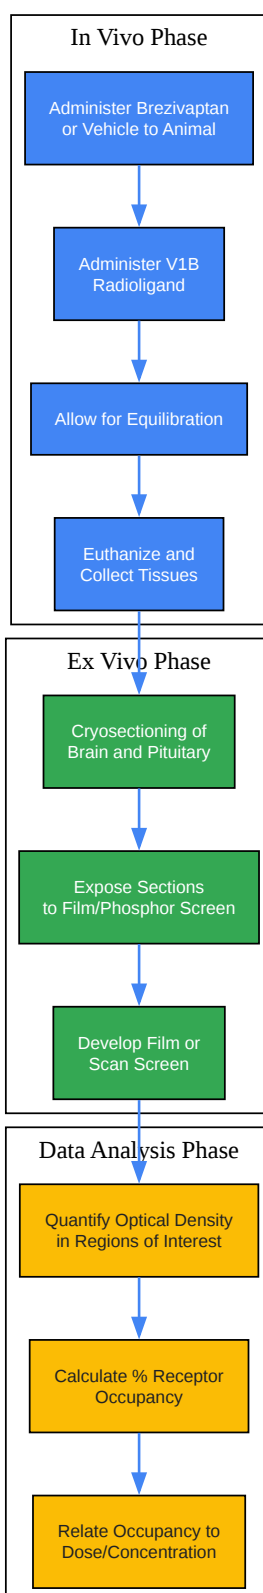 In Vivo Phase
Administer Brezivaptan
or Vehicle to Animal
Administer V1B
Radioligand
Allow for Equilibration
Euthanize and
Collect Tissues
Ex Vivo Phase
Cryosectioning of
Brain and Pituitary
Expose Sections
to Film/Phosphor Screen
Develop Film or
Scan Screen
Data Analysis Phase
Quantify Optical Density
in Regions of Interest
Calculate % Receptor
Occupancy
Relate Occupancy to
Dose/Concentration